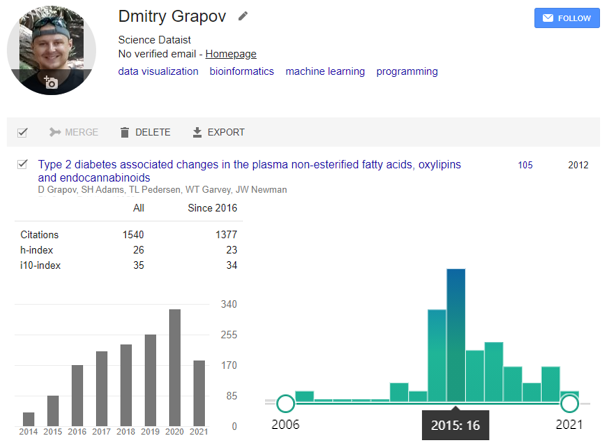 Dmitry Grapov
FOLLOW
Science Dataist
No verified email - Homepage
data visualization bioinformatics machine learning programming
MERGE DELETE EXPORT
Type 2 diabetes associated changes in the plasma non-esterified fatty acids, oxylipins 105 2012
and endocannabinoids
D Grapov, SH Adams, TL Pedersen, WT Garvey, JW Newman
All Since 2016
Citations 1540 1377
h-index 26 23
i10-index 35 34
340
255
170
85
0
2014 2015 2016 2017 2018 2019 2020 2021
2006 2015: 16 2021